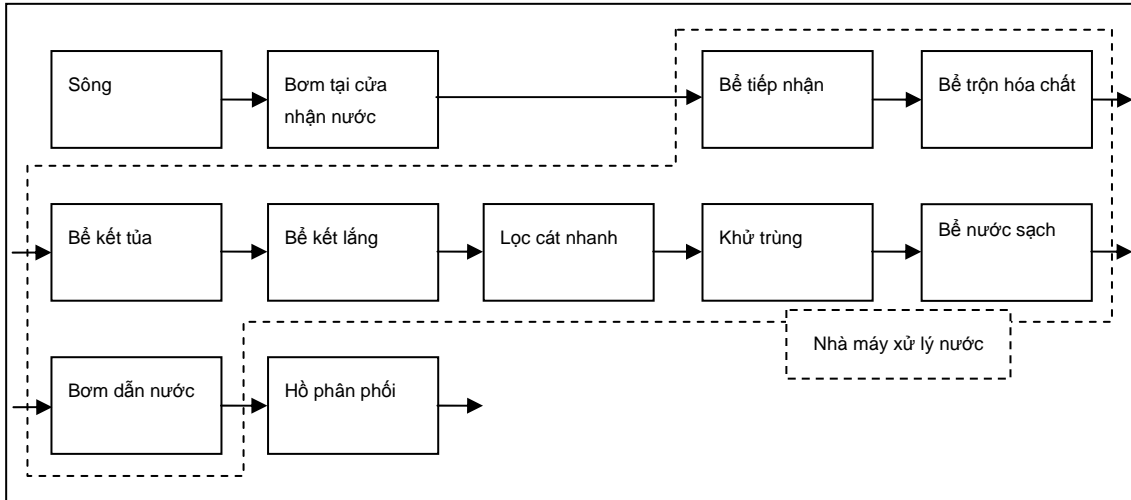 Sông
Bơm tại cửa
nhận nước
Bể tiếp nhận
Bể trộn hóa chất
Bể kết tủa
Bể kết lắng
Lọc cát nhanh
Khử trùng
Bể nước sạch
Nhà máy xử lý nước
Bơm dẫn nước
Hồ phân phối